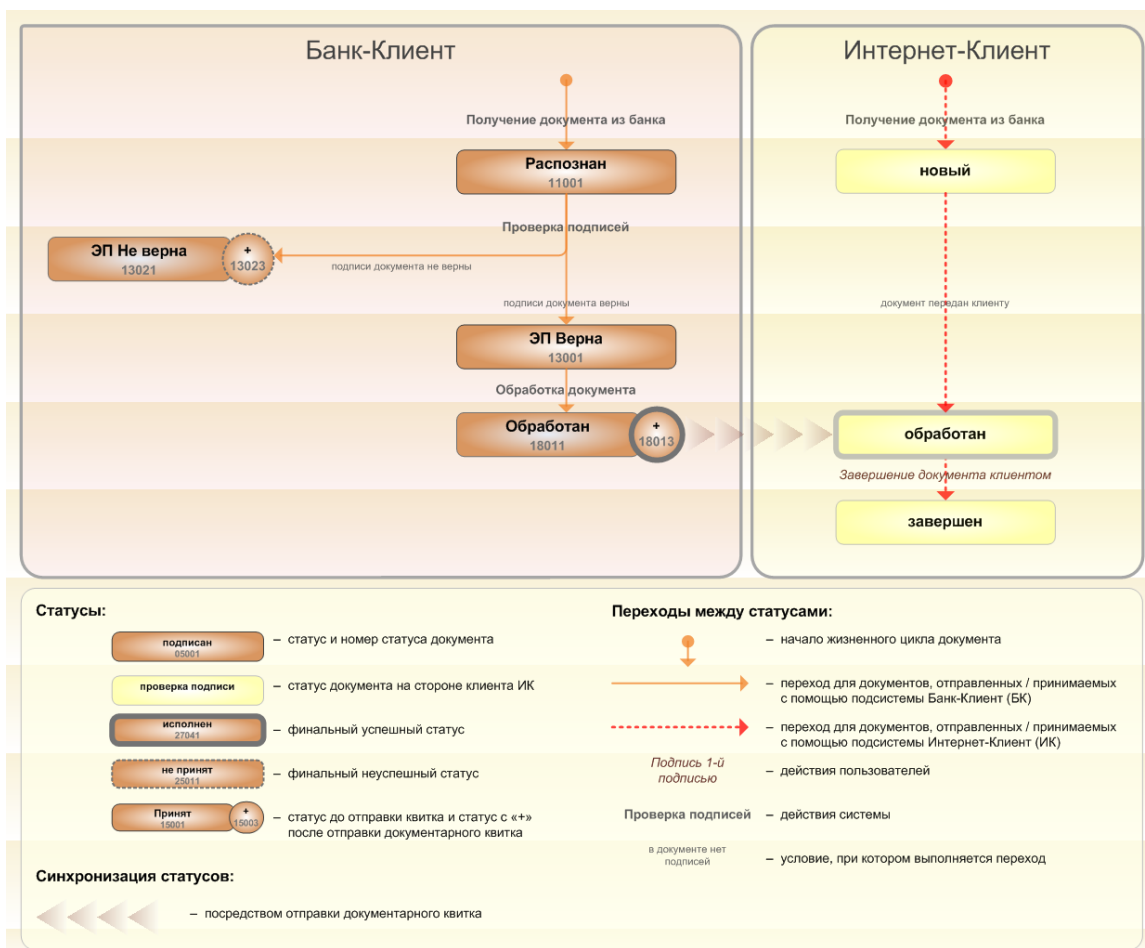 Банк-Клиент
Интернет-Клиент
Получение документа из банка
Получение документа из банка
Распознан
11001
новый
Проверка подписей
ЭП Не верна
13021
+
13023
подписи документа не верны
подписи документа верны
документ передан клиенту
ЭП Верна
13001
Обработка документа
Обработан
18011
+
18013
обработан
Завершение документа клиентом
завершен
Статусы:
подписан
05001
– статус и номер статуса документа
проверка подписи
– статус документа на стороне клиента ИК
исполнен
27041
– финальный успешный статус
не принят
25011
– финальный неуспешный статус
Принят
15001
+
15003
– статус до отправки квитка и статус с «+»
после отправки документарного квитка
Синхронизация статусов:
– посредством отправки документарного квитка
Переходы между статусами:
– начало жизненного цикла документа
– переход для документов, отправленных / принимаемых
с помощью подсистемы Банк-Клиент (БК)
– переход для документов, отправленных / принимаемых
с помощью подсистемы Интернет-Клиент (ИК)
Подпись 1-й
подписью
– действия пользователей
Проверка подписей
– действия системы
в документе нет
подписей
– условие, при котором выполняется переход